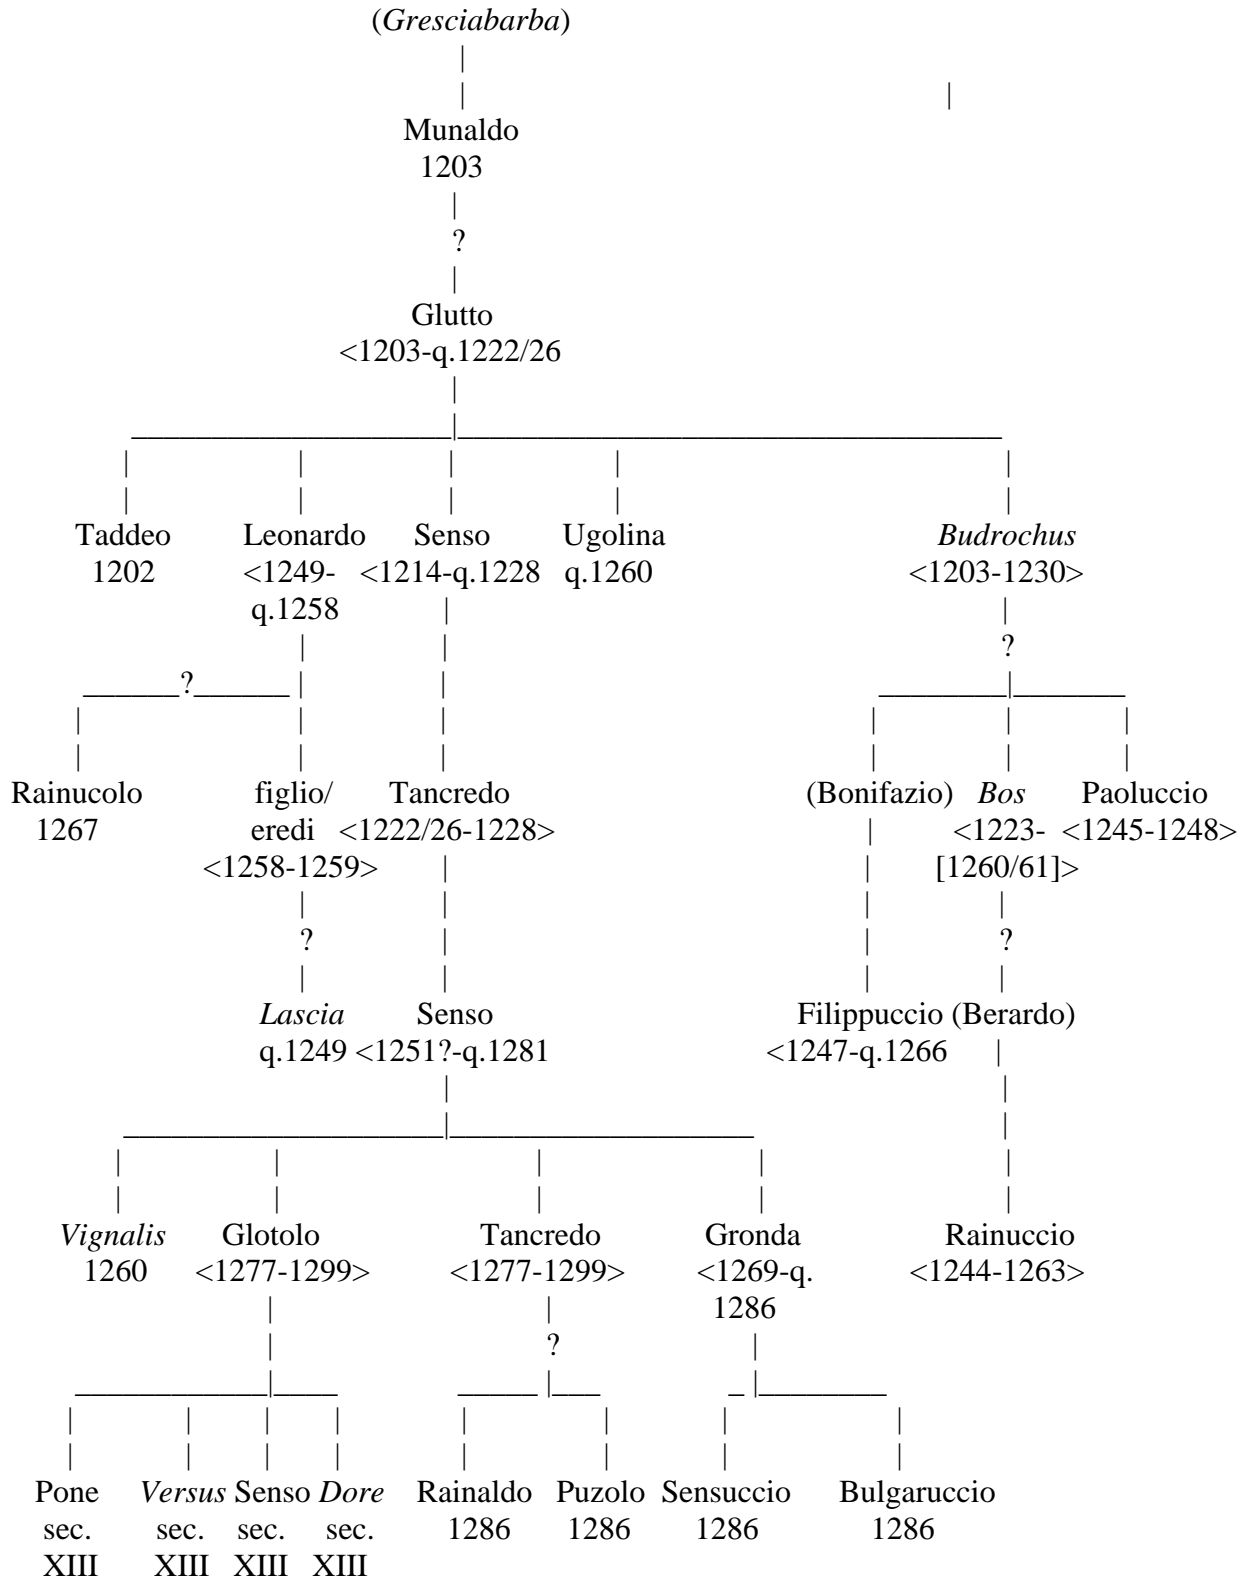 (Gresciabarba)
Munaldo
1203
?
Glutto
<1203-q.1222/26
Taddeo Leonardo Senso Ugolina Budrochus
1202 <1249- <1214-q.1228 q.1260 <1203-1230>
q.1258
?
?
Rainucolo figlio/ Tancredo (Bonifazio) Bos Paoluccio
1267 eredi <1222/26-1228> <1223- <1245-1248>
<1258-1259> [1260/61]>
? ?
Lascia Senso Filippuccio (Berardo)
q.1249 <1251?-q.1281 <1247-q.1266
Vignalis Glotolo Tancredo Gronda Rainuccio
1260 <1277-1299> <1277-1299> <1269-q. <1244-1263>
1286
?
Pone Versus Senso Dore Rainaldo Puzolo Sensuccio Bulgaruccio
sec. sec. sec. sec. 1286 1286 1286 1286
XIII XIII XIII XIII